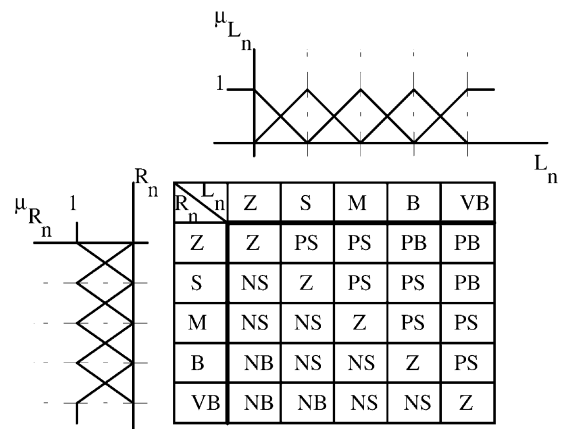 μ L n
1
L n
μ R n
1
R n
R n L n Z S M B VB
Z Z PS PS PB PB
S NS Z PS PS PB
M NS NS Z PS PS
B NB NS NS Z PS
VB NB NB NS NS Z